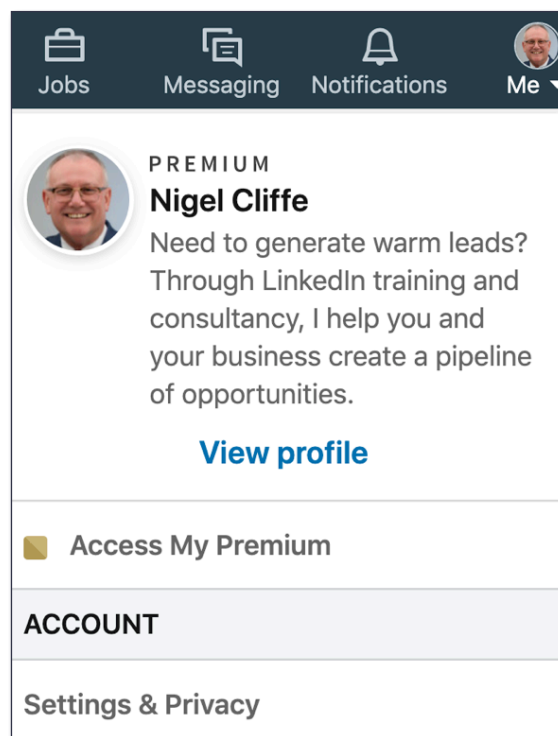 Jobs Messaging Notifications Me
PREMIUM
Nigel Cliffe
Need to generate warm leads?
Through LinkedIn training and
consultancy, I help you and
your business create a pipeline
of opportunities.
View profile
Access My Premium
ACCOUNT
Settings & Privacy